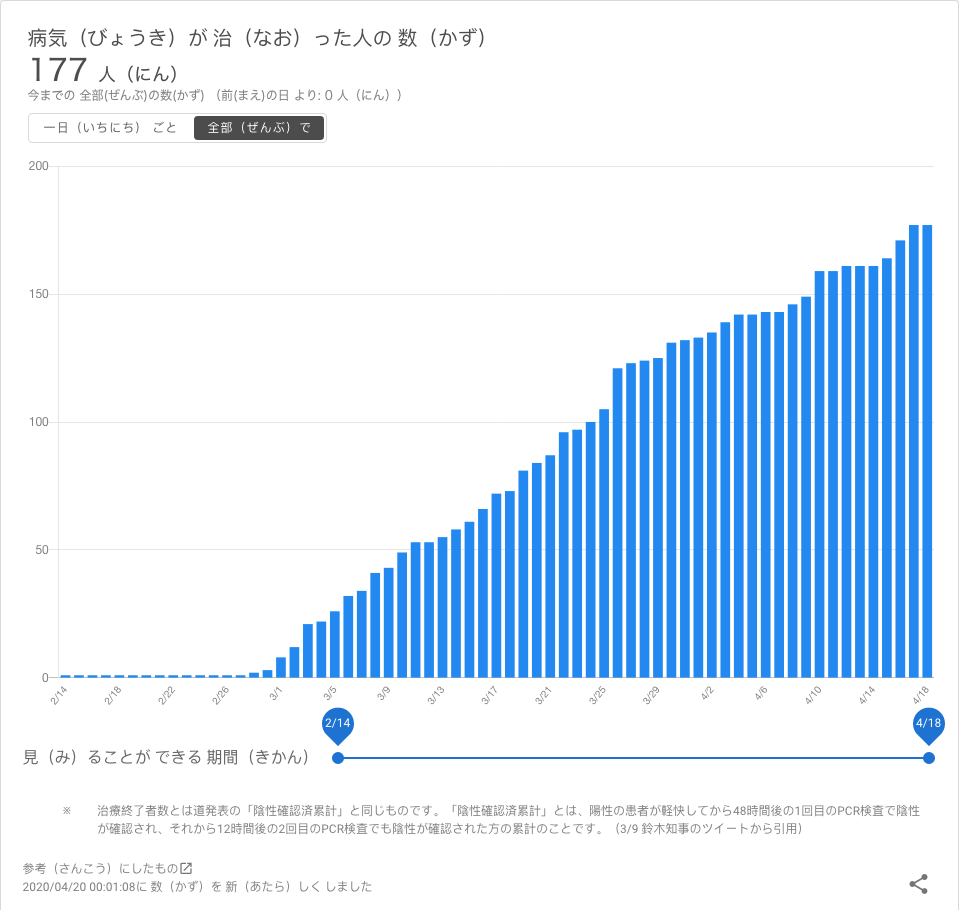 病気（びょうき）が 治（なお）った人の 数（かず）
177 人（にん）
今までの 全部(ぜんぶ)の数(かず) （前(まえ)の日 より: 0 人（にん））
一日（いちにち） ごと 全部（ぜんぶ）で
200
150
100
50
0
2/14 2/18 2/22 2/26 3/1 3/5 3/9 3/13 3/17 3/21 3/25 3/29 4/2 4/6 4/10 4/14 4/18
2/14 4/18
見（み）ることが できる 期間（きかん）
※ 治療終了者数とは道発表の「陰性確認済累計」と同じものです。「陰性確認済累計」とは、陽性の患者が軽快してから48時間後の1回目のPCR検査で陰性
が確認され、それから12時間後の2回目のPCR検査でも陰性が確認された方の累計のことです。（3/9 鈴木知事のツイートから引用）
参考（さんこう）にしたもの
2020/04/20 00:01:08に 数（かず）を 新（あたら）しく しました